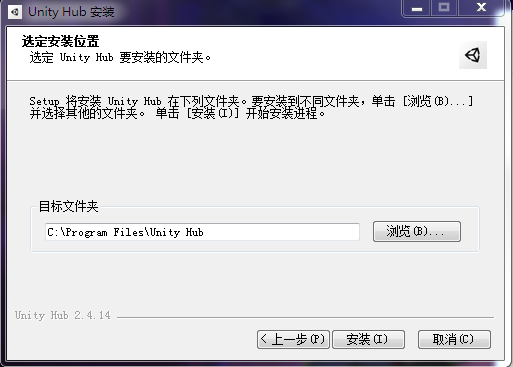 Unity Hub 安装
选定安装位置
选定 Unity Hub 要安装的文件夹。
Setup 将安装 Unity Hub 在下列文件夹。要安装到不同文件夹，单击 [浏览(B)...]
并选择其他的文件夹。 单击 [安装(I)] 开始安装进程。
目标文件夹
C:\Program Files\Unity Hub
浏览(B)...
Unity Hub 2.4.14
< 上一步(P)
安装(I)
取消(C)